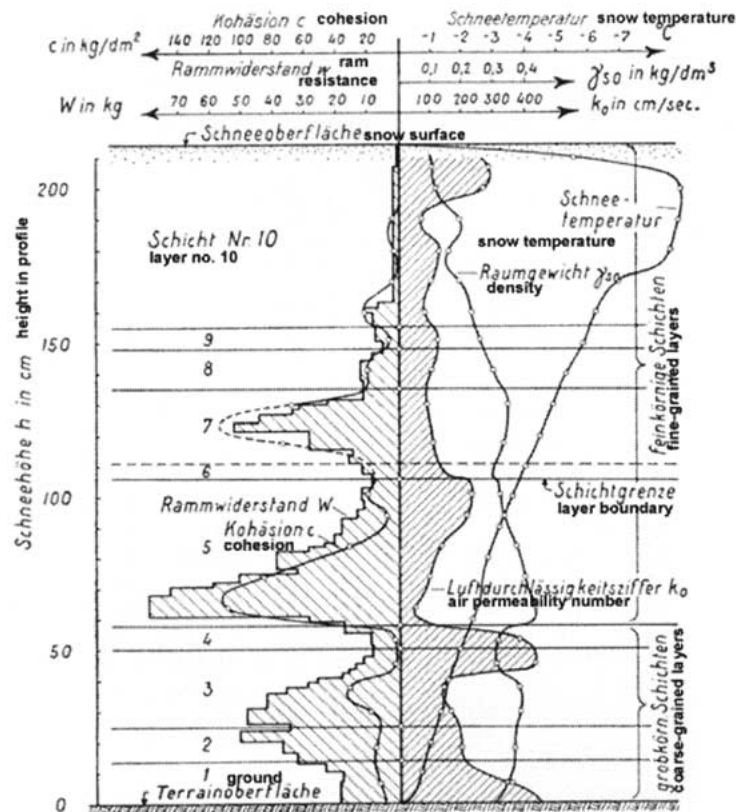 Kohäsion c cohesion
Schneetemperatur snow temperature
c in kg/dm² 140 120 100 80 60 40 20
-1 -2 -3 -4 -5 -6 -7 °C
Rammwiderstand w ram resistance
0,1 0,2 0,3 0,4 γso in kg/dm³
W in kg 70 60 50 40 30 20 10
100 200 300 400 k₀ in cm/sec.
Schneeoberfläche snow surface
200
Schicht Nr. 10
layer no. 10
Schnee-
temperatur
snow temperature
Raumgewicht γso
density
150
9
8
7
6
100
Schichtgrenze
layer boundary
Rammwiderstand W
Kohäsion c
cohesion
5
Luftdurchlässigkeitsziffer k₀
air permeability number
50
4
3
2
1 ground
0 Terrainoberfläche
Schneehöhe h in cm height in profile
feinkörnige Schichten
fine-grained layers
grobkörn Schichten
coarse-grained layers